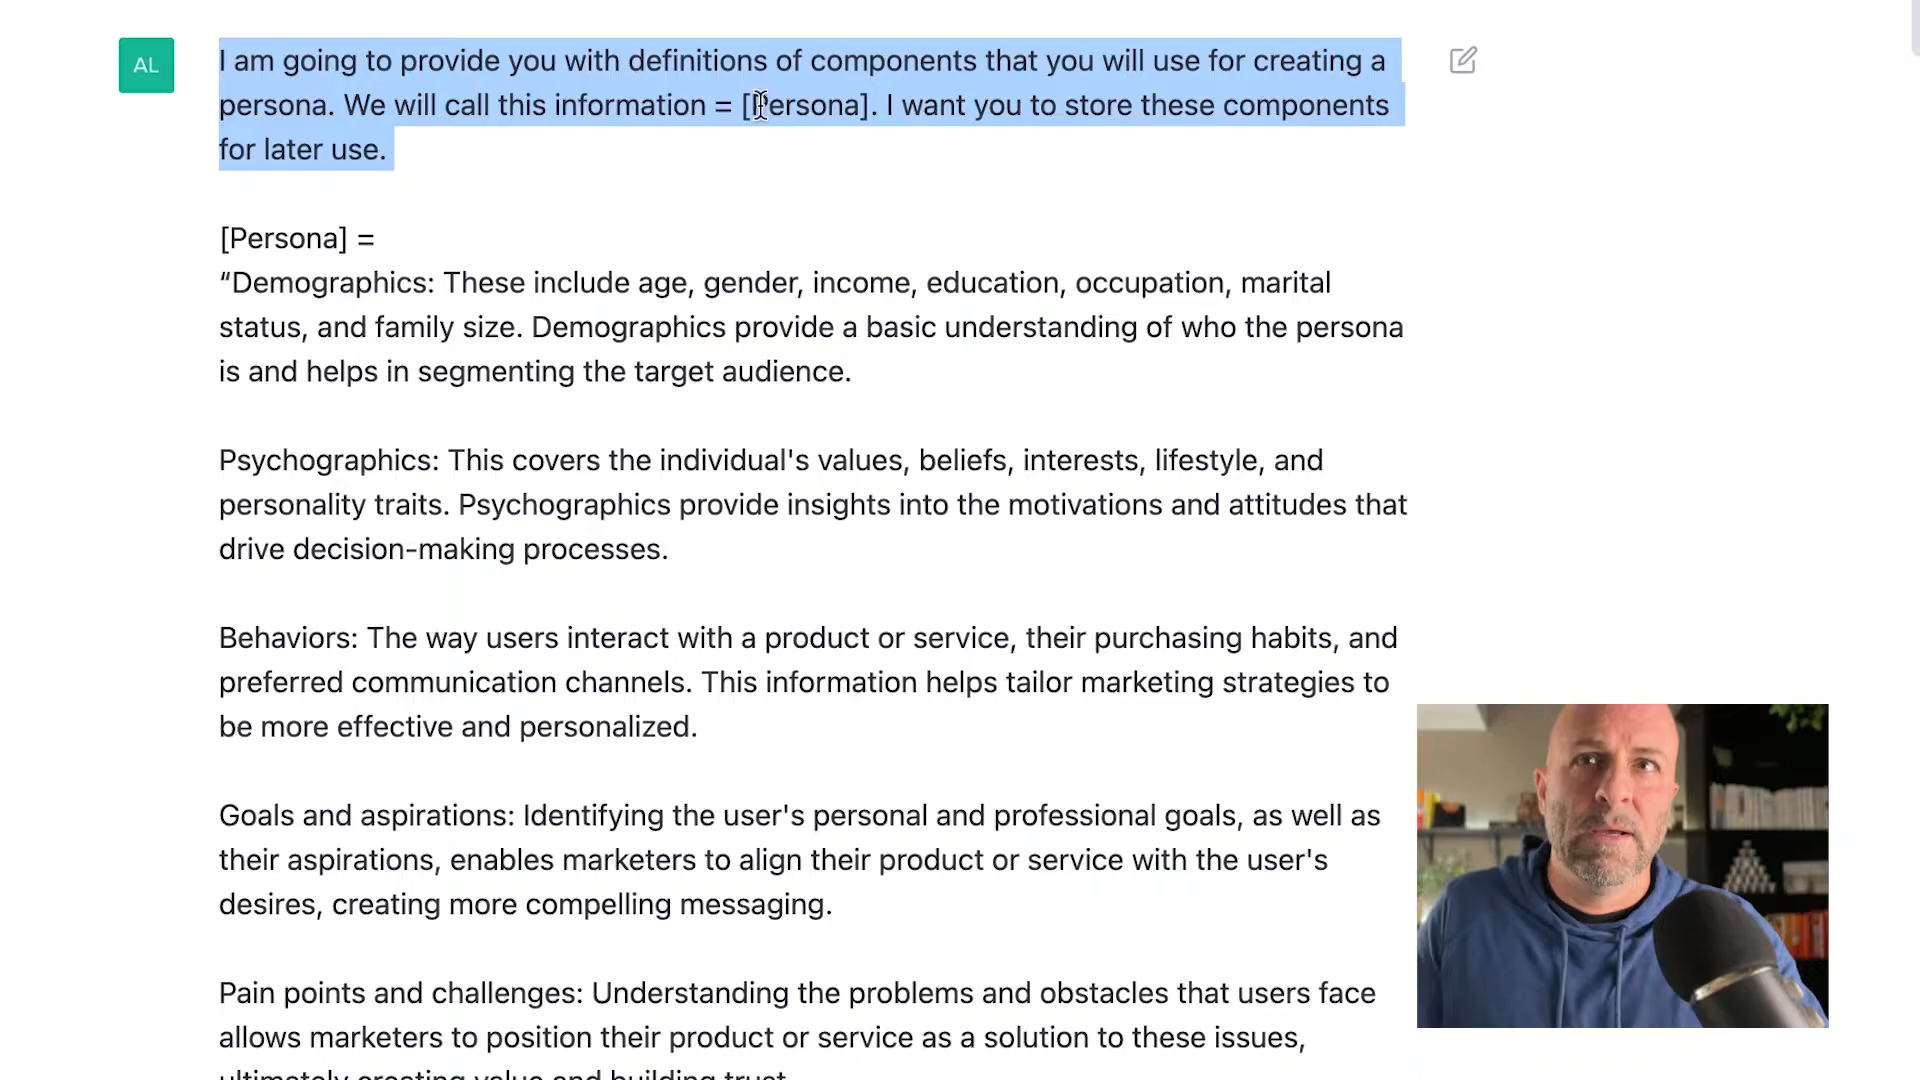 AL
I am going to provide you with definitions of components that you will use for creating a
persona. We will call this information = [Persona]. I want you to store these components
for later use.
[Persona] =
“Demographics: These include age, gender, income, education, occupation, marital
status, and family size. Demographics provide a basic understanding of who the persona
is and helps in segmenting the target audience.
Psychographics: This covers the individual's values, beliefs, interests, lifestyle, and
personality traits. Psychographics provide insights into the motivations and attitudes that
drive decision-making processes.
Behaviors: The way users interact with a product or service, their purchasing habits, and
preferred communication channels. This information helps tailor marketing strategies to
be more effective and personalized.
Goals and aspirations: Identifying the user's personal and professional goals, as well as
their aspirations, enables marketers to align their product or service with the user's
desires, creating more compelling messaging.
Pain points and challenges: Understanding the problems and obstacles that users face
allows marketers to position their product or service as a solution to these issues,
ultimately creating value and building trust